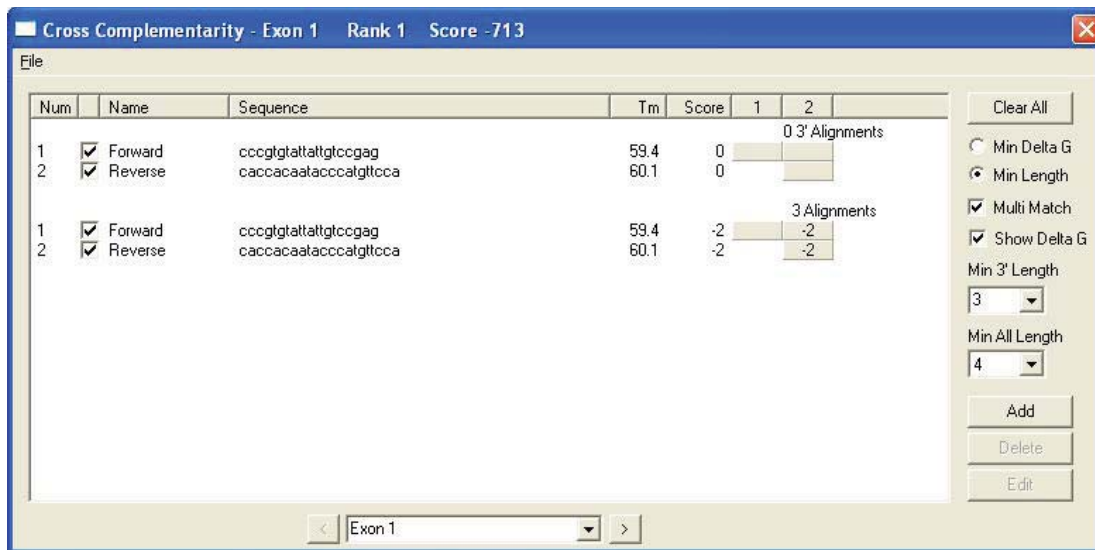 Cross Complementarity - Exon 1 Rank 1 Score -713
File
Num Name Sequence Tm Score 1 2
0 3' Alignments
1 Forward cccgtgtattattgtccgag 59.4 0
2 Reverse caccacaatacccatgttcca 60.1 0
3 Alignments
1 Forward cccgtgtattattgtccgag 59.4 -2 -2
2 Reverse caccacaatacccatgttcca 60.1 -2 -2
Clear All
Min Delta G
Min Length
Multi Match
Show Delta G
Min 3' Length
3
Min All Length
4
Add
Delete
Edit
< Exon 1 >